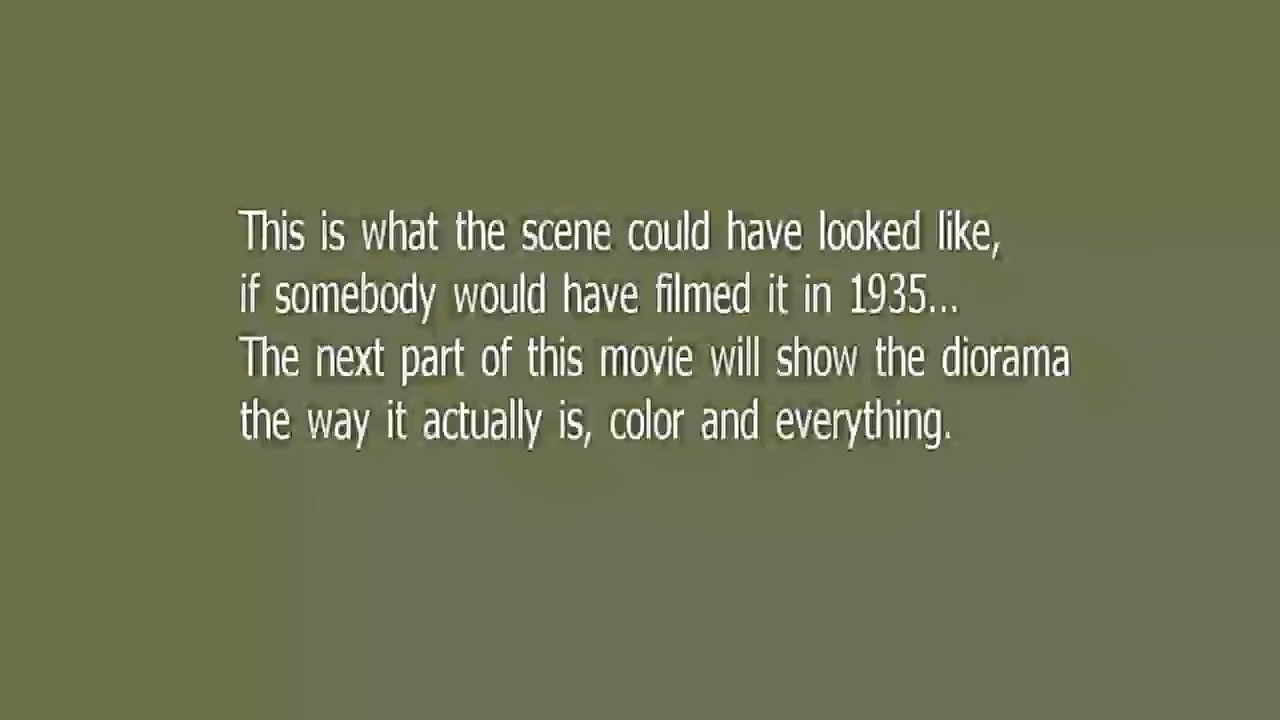 This is what the scene could have looked like,
if somebody would have filmed it in 1935...
The next part of this movie will show the diorama
the way it actually is, color and everything.